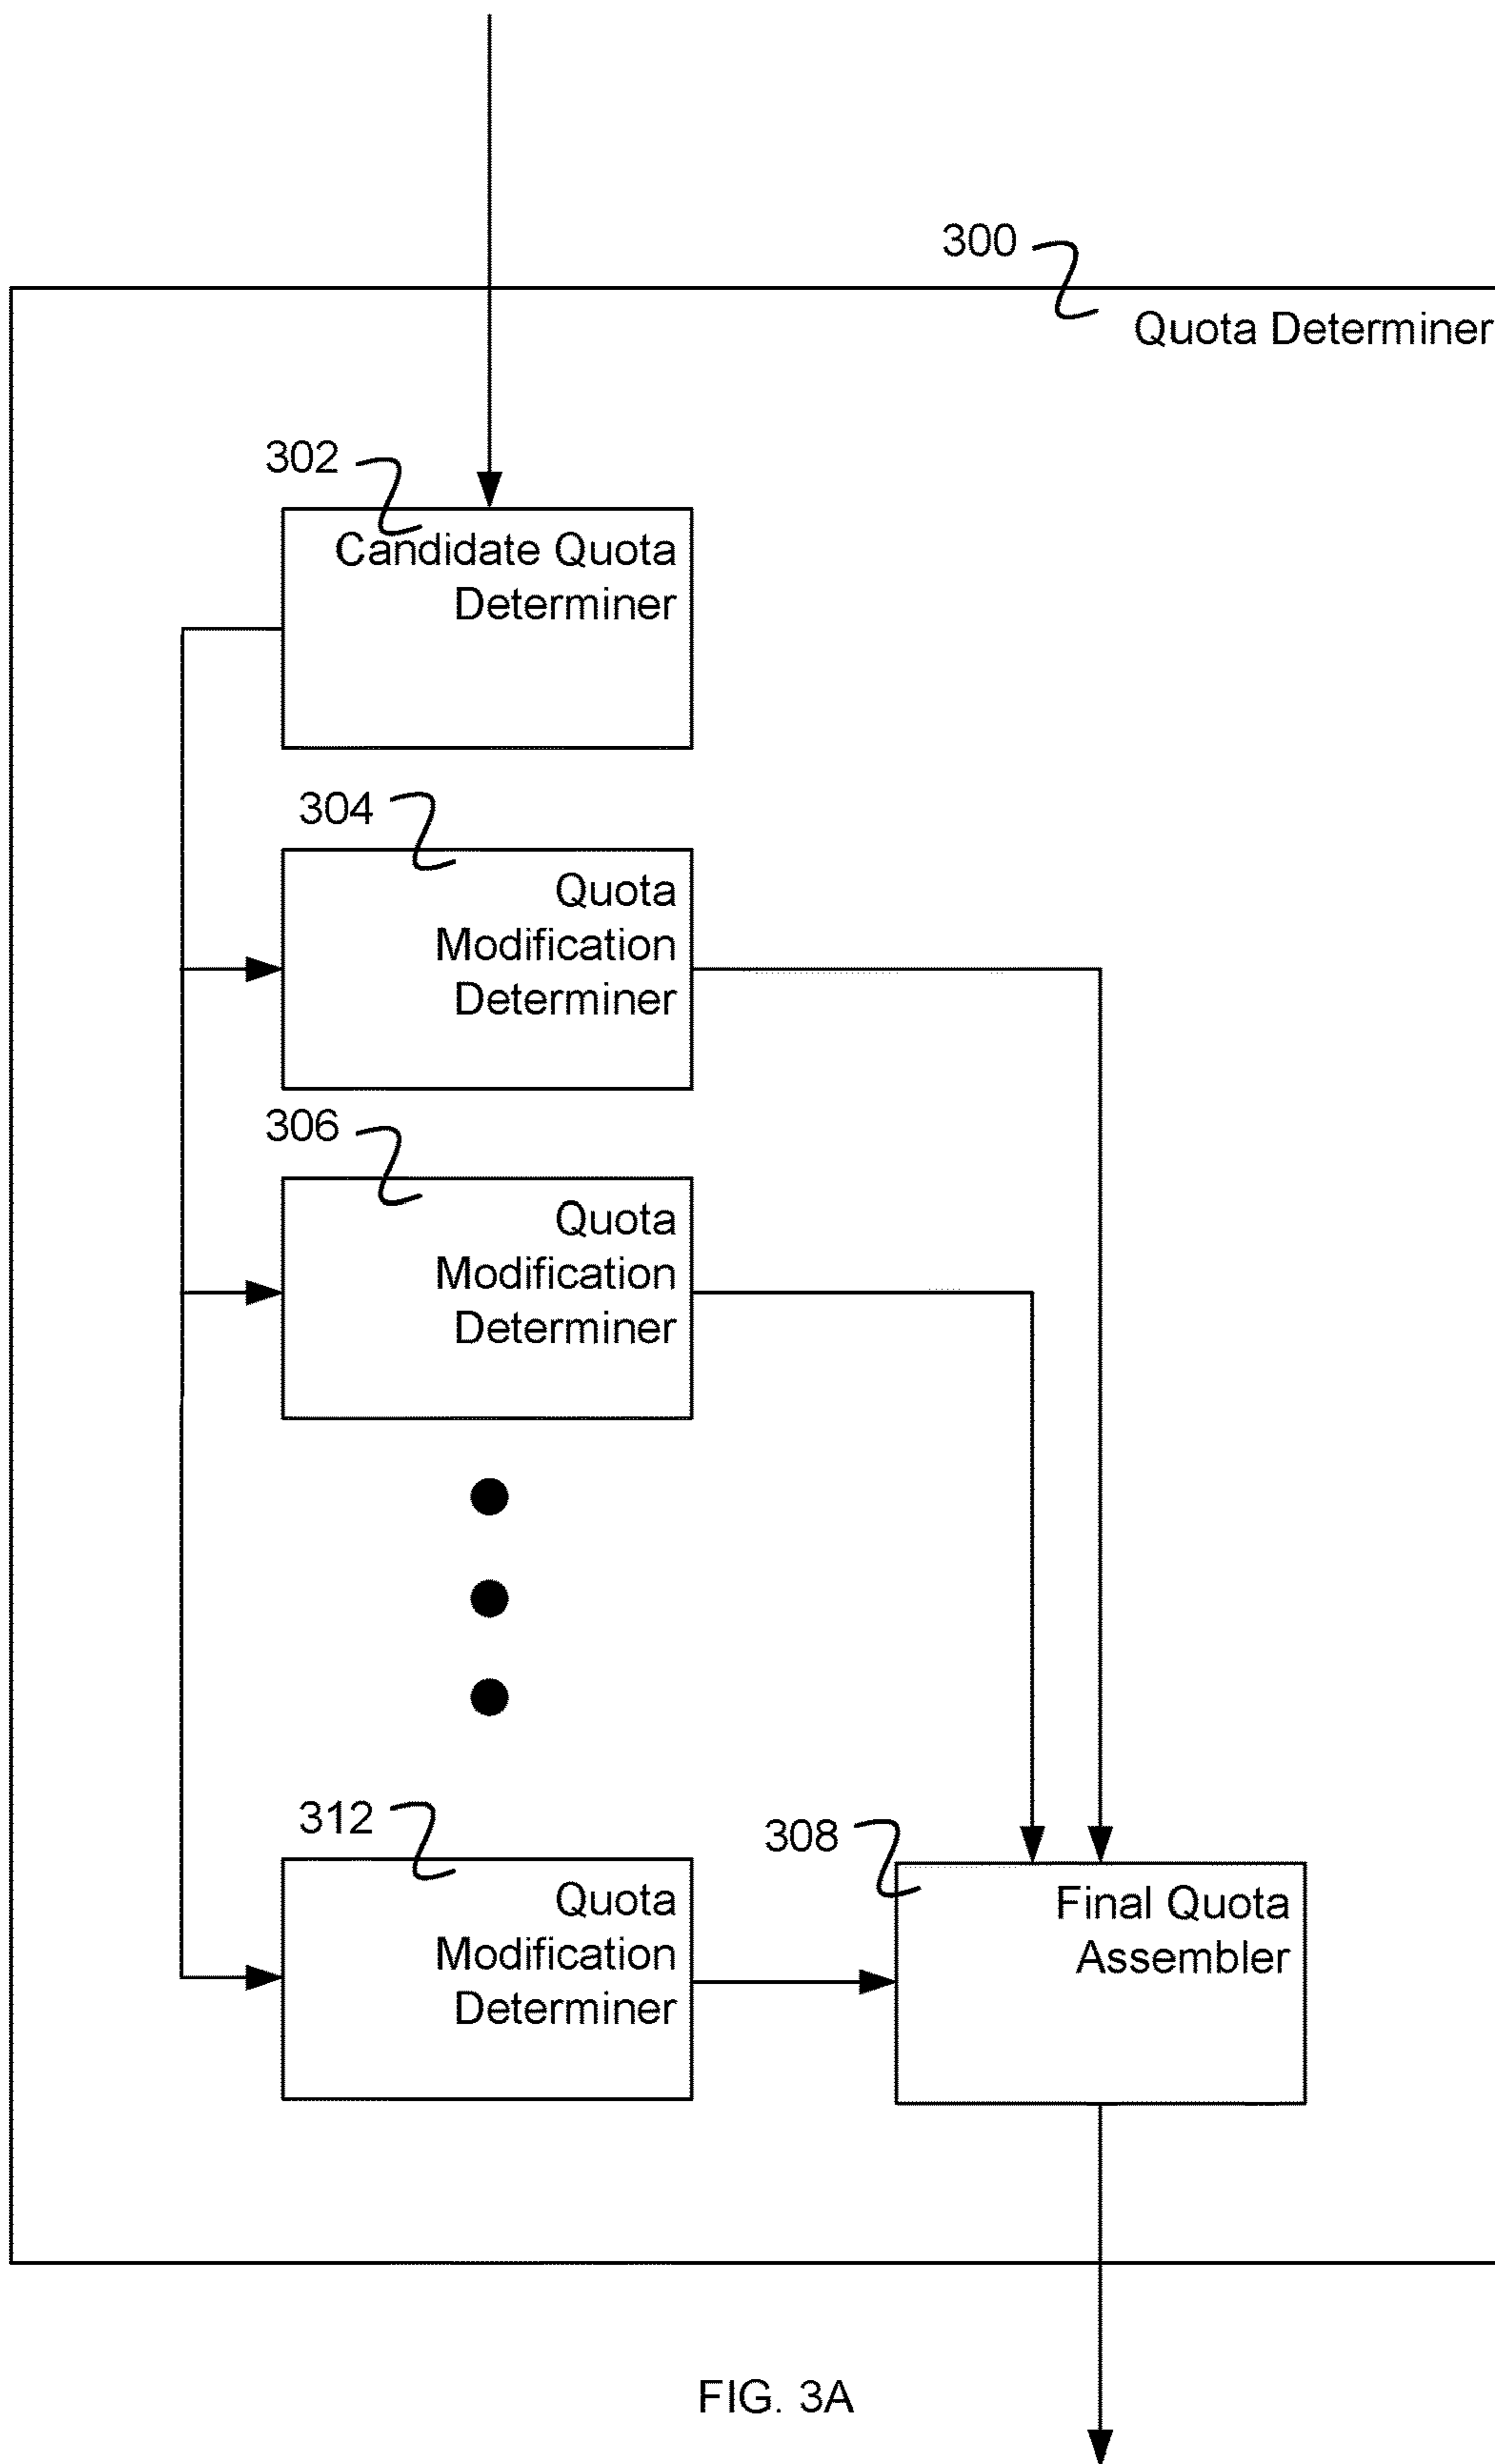 300
Quota Determiner
302
Candidate Quota
Determiner
304
Quota
Modification
Determiner
306
Quota
Modification
Determiner
312
Quota
Modification
Determiner
308
Final Quota
Assembler
FIG. 3A